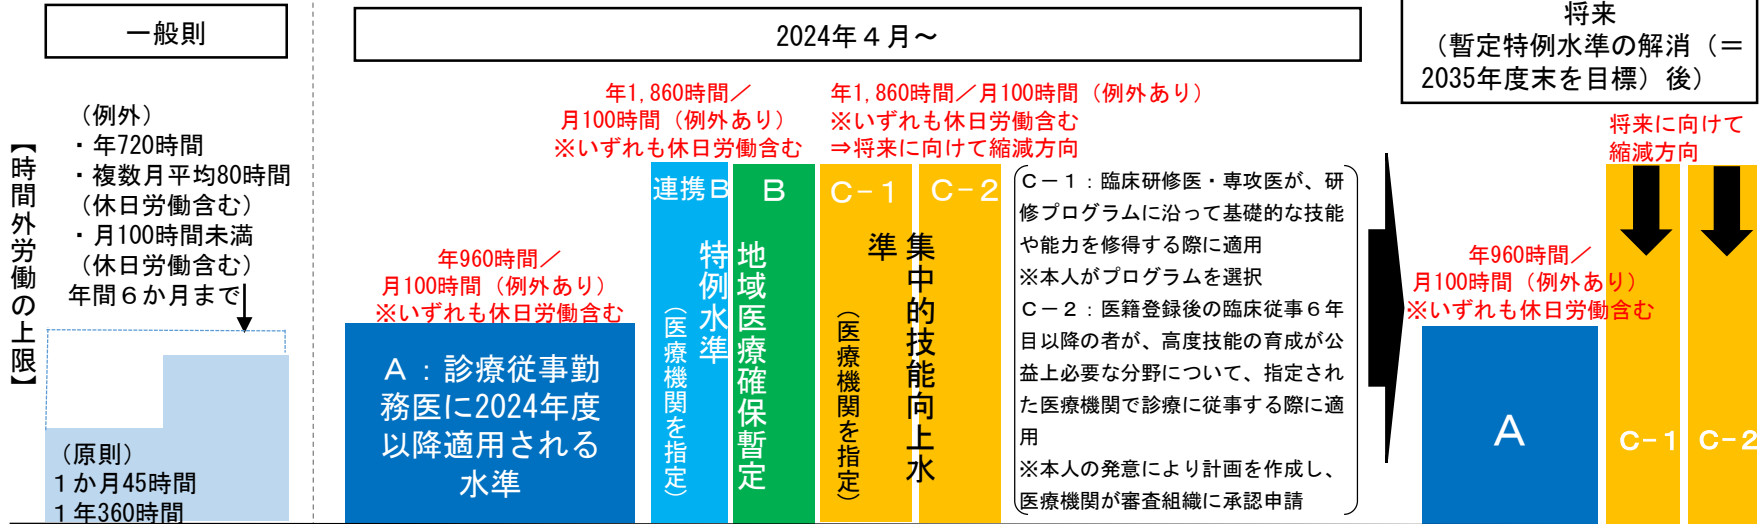 一般則
2024年４月～
将来
（暫定特例水準の解消（＝
2035年度末を目標）後）
【時間外労働の上限】
（例外）
・年720時間
・複数月平均80時間
（休日労働含む）
・月100時間未満
（休日労働含む）
年間６か月まで
（原則）
１か月45時間
１年360時間
年960時間／
月100時間（例外あり）
※いずれも休日労働含む
Ａ：診療従事勤
務医に2024年度
以降適用される
水準
年1,860時間／
月100時間（例外あり）
※いずれも休日労働含む
連携Ｂ
Ｂ
地域医療確保暫定
特例水準
（医療機関を指定）
年1,860時間／月100時間（例外あり）
※いずれも休日労働含む
⇒将来に向けて縮減方向
Ｃ－１
Ｃ－２
集中的技能向上水
準
（医療機関を指定）
Ｃ－１：臨床研修医・専攻医が、研
修プログラムに沿って基礎的な技能
や能力を修得する際に適用
※本人がプログラムを選択
Ｃ－２：医籍登録後の臨床従事６年
目以降の者が、高度技能の育成が公
益上必要な分野について、指定され
た医療機関で診療に従事する際に適
用
※本人の発意により計画を作成し、
医療機関が審査組織に承認申請
年960時間／
月100時間（例外あり）
※いずれも休日労働含む
Ａ
将来に向けて
縮減方向
Ｃ－１
Ｃ－２